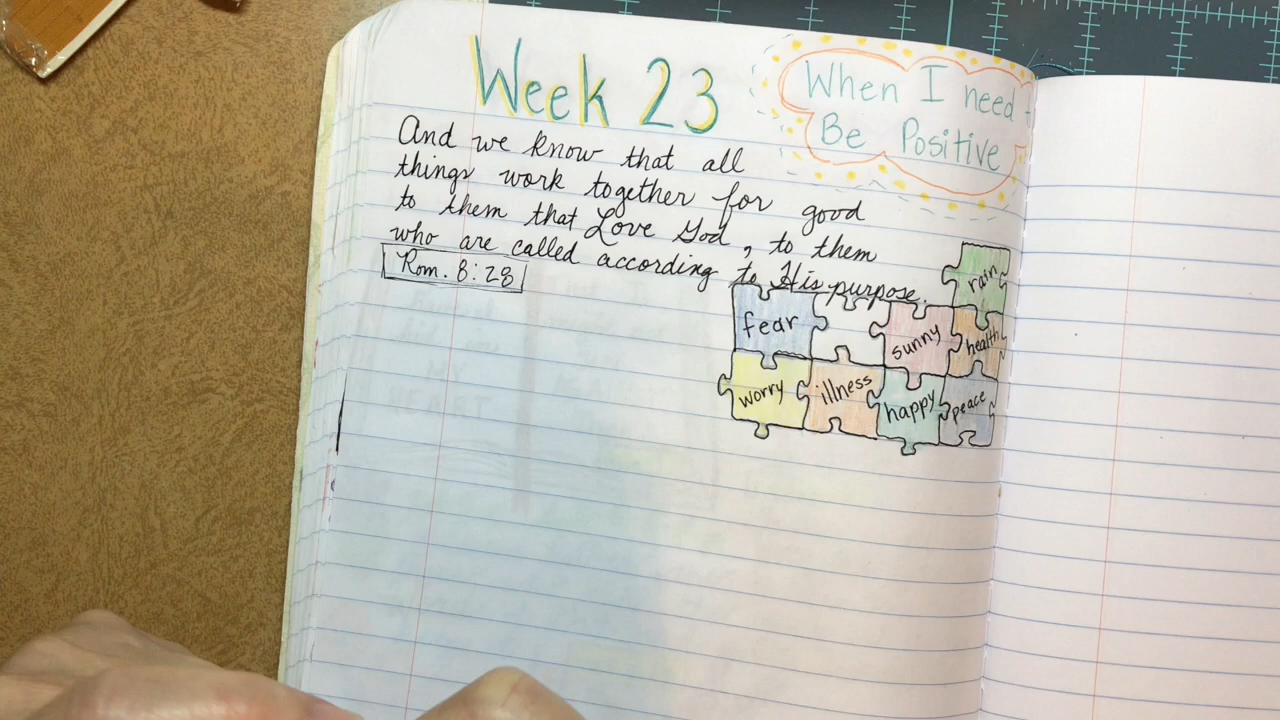 Week 23
When I need
Be Positive
And we know that all
things work together for good
to them that Love God, to them
who are called according to His purpose.
Rom. 8:28
rain
fear
sunny
health
worry
illness
happy
peace